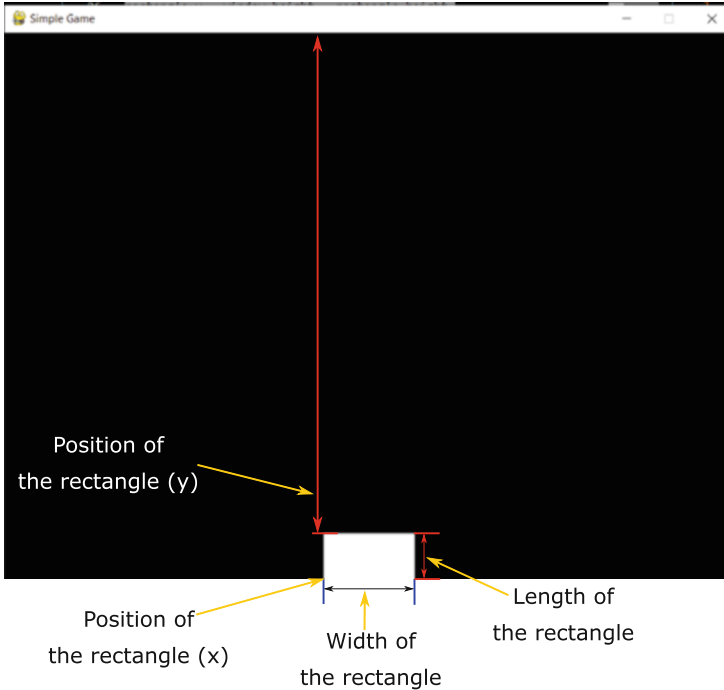 Simple Game
Position of
the rectangle (y)
Position of
the rectangle (x)
Width of
the rectangle
Length of
the rectangle